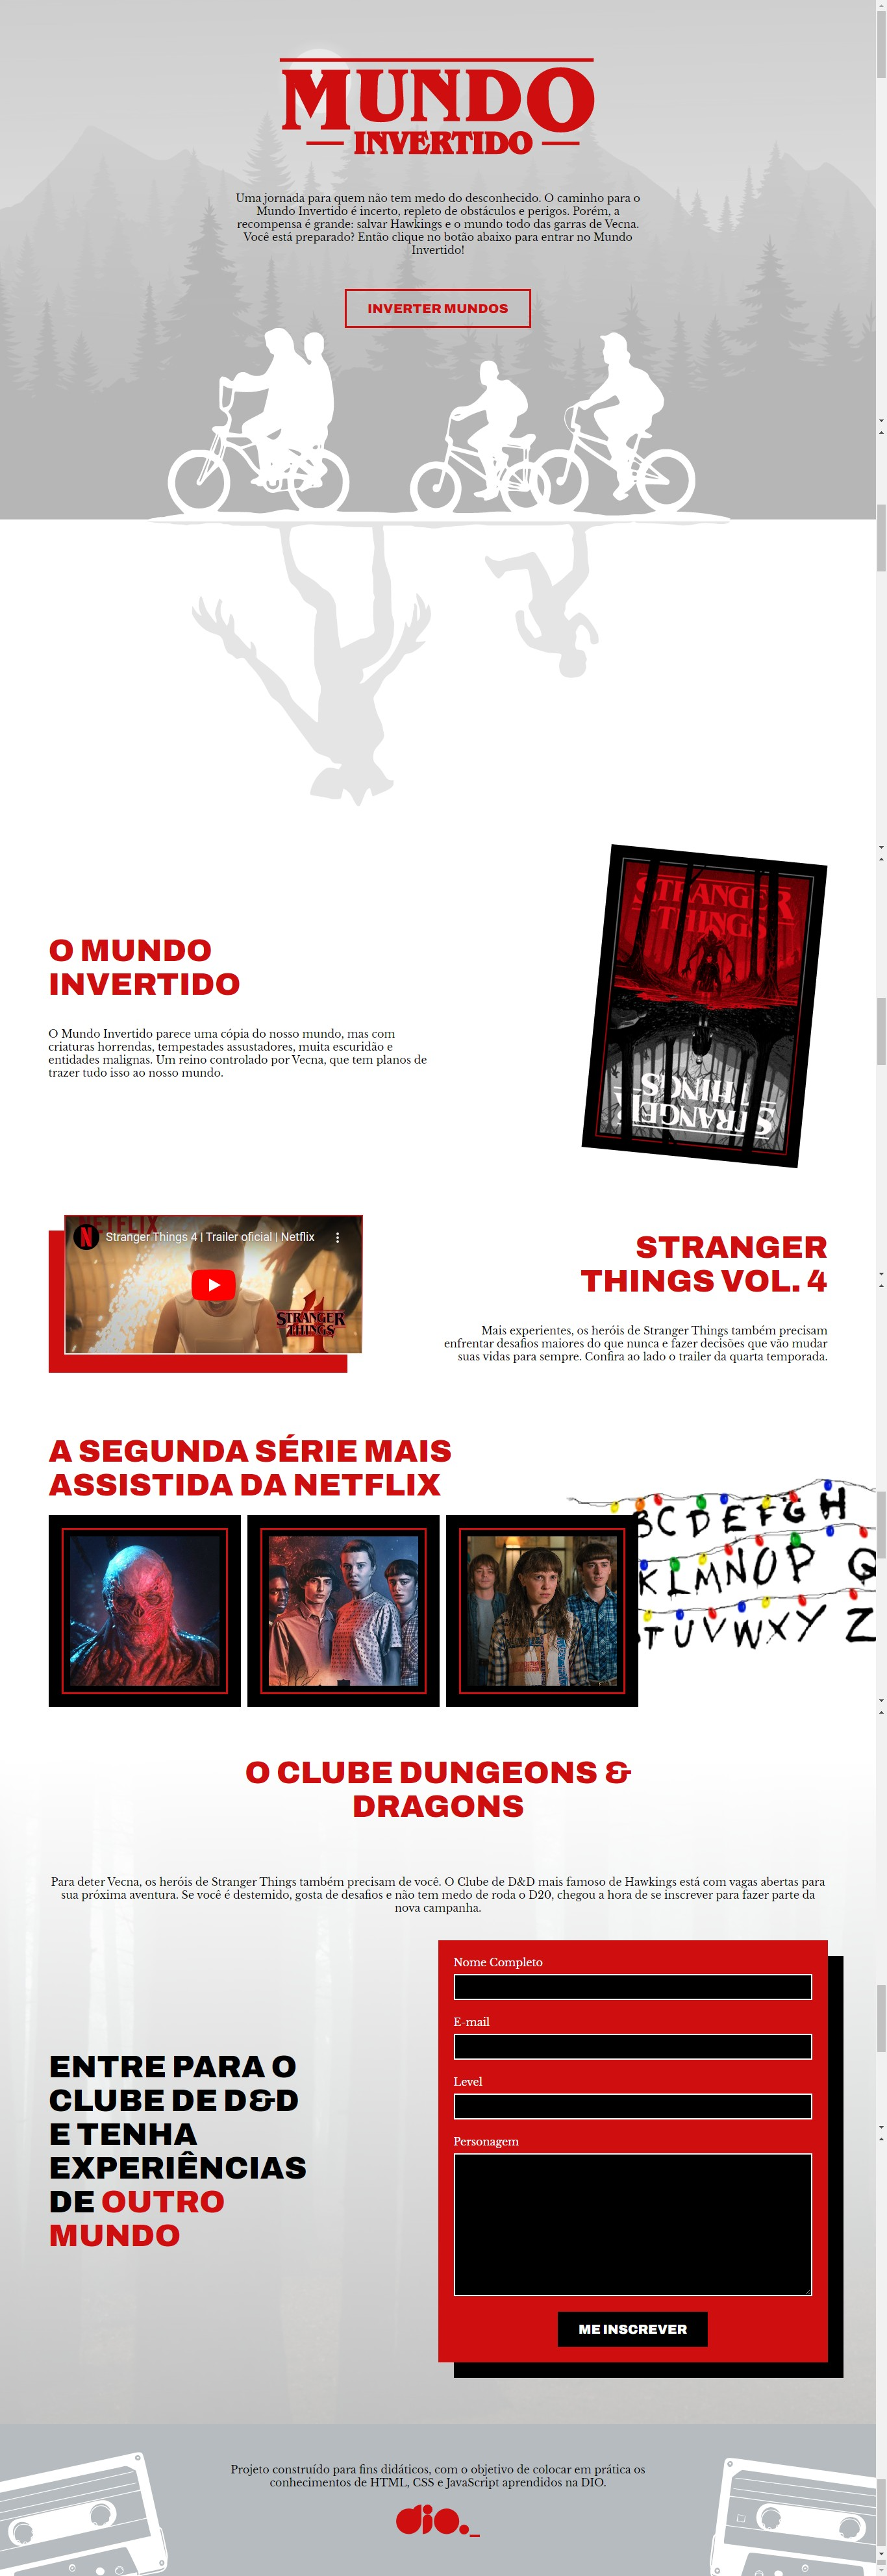 MUNDO
INVERTIDO
Uma jornada para quem não tem medo do desconhecido. O caminho para o
Mundo Invertido é incerto, repleto de obstáculos e perigos. Porém, a
recompensa é grande: salvar Hawkings e o mundo todo das garras de Vecna.
Você está preparado? Então clique no botão abaixo para entrar no Mundo
Invertido!
INVERTER MUNDOS
STRANGER
THINGS
O MUNDO
INVERTIDO
O Mundo Invertido parece uma cópia do nosso mundo, mas com
criaturas horrendas, tempestades assustadores, muita escuridão e
entidades malignas. Um reino controlado por Vecna, que tem planos de
trazer tudo isso ao nosso mundo.
THINGS
STRANGER
NETFLIX
Stranger Things 4 | Trailer oficial | Netflix
4
STRANGER
THINGS
STRANGER
THINGS VOL. 4
Mais experientes, os heróis de Stranger Things também precisam
enfrentar desafios maiores do que nunca e fazer decisões que vão mudar
suas vidas para sempre. Confira ao lado o trailer da quarta temporada.
A SEGUNDA SÉRIE MAIS
ASSISTIDA DA NETFLIX
BCDEFGH
KLMNOPQ
TUVWXYZ
O CLUBE DUNGEONS &
DRAGONS
Para deter Vecna, os heróis de Stranger Things também precisam de você. O Clube de D&D mais famoso de Hawkings está com vagas abertas para
sua próxima aventura. Se você é destemido, gosta de desafios e não tem medo de roda o D20, chegou a hora de se inscrever para fazer parte da
nova campanha.
ENTRE PARA O
CLUBE DE D&D
E TENHA
EXPERIÊNCIAS
DE OUTRO
MUNDO
Nome Completo
E-mail
Level
Personagem
ME INSCREVER
Projeto construído para fins didáticos, com o objetivo de colocar em prática os
conhecimentos de HTML, CSS e JavaScript aprendidos na DIO.
dio._